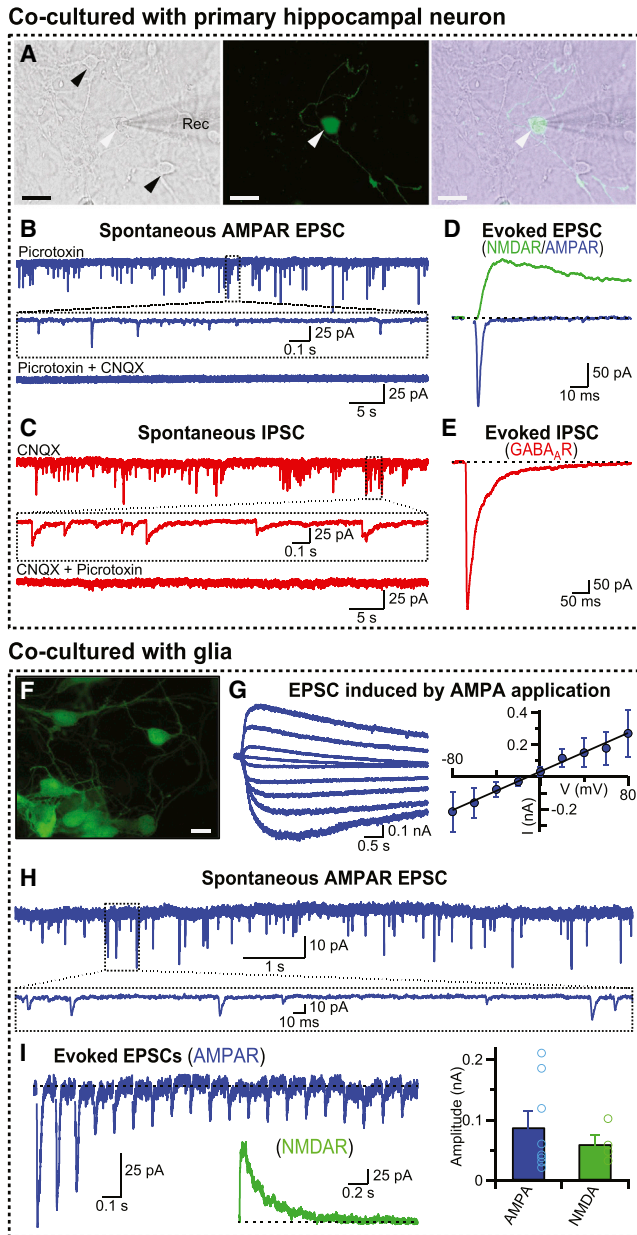 Co-cultured with primary hippocampal neuron
A
Rec
B Spontaneous AMPAR EPSC
Picrotoxin
25 pA
0.1 s
Picrotoxin + CNQX
25 pA
5 s
D Evoked EPSC
(NMDAR/AMPAR)
50 pA
10 ms
C Spontaneous IPSC
CNQX
25 pA
0.1 s
CNQX + Picrotoxin
25 pA
5 s
E Evoked IPSC
(GABAAR)
50 pA
50 ms
Co-cultured with glia
F
G EPSC induced by AMPA application
0.1 nA
0.5 s
0.4
0.2
-80
V (mV)
80
-0.2
I (nA)
H
Spontaneous AMPAR EPSC
10 pA
1 s
10 pA
10 ms
I Evoked EPSCs (AMPAR)
25 pA
0.1 s
(NMDAR)
25 pA
0.2 s
0.2
0.1
0
Amplitude (nA)
AMPA
NMDA